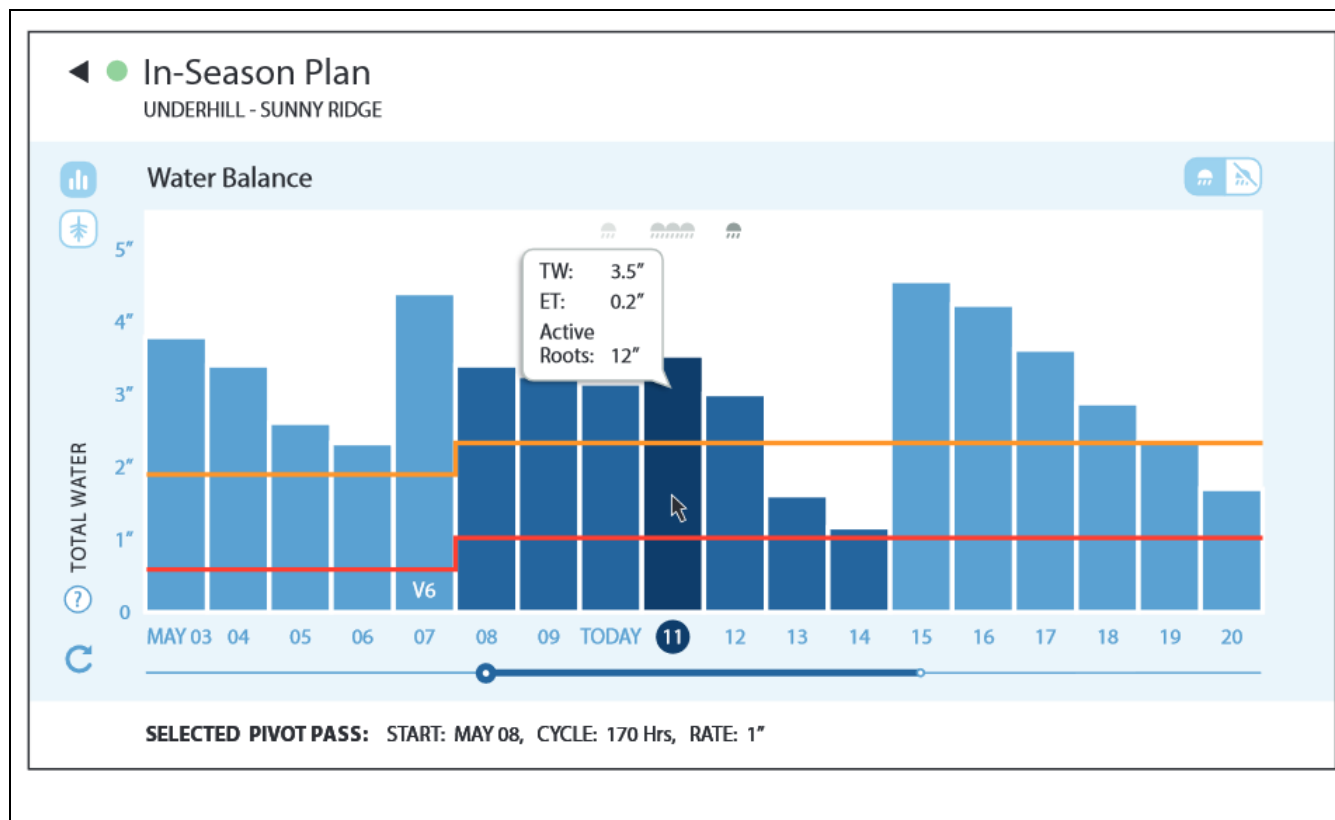 In-Season Plan
UNDERHILL - SUNNY RIDGE
Water Balance
5″
4″
3″
2″
1″
0
TOTAL WATER
?
TW: 3.5″
ET: 0.2″
Active
Roots: 12″
V6
MAY 03 04 05 06 07 08 09 TODAY 11 12 13 14 15 16 17 18 19 20
SELECTED PIVOT PASS: START: MAY 08, CYCLE: 170 Hrs, RATE: 1″